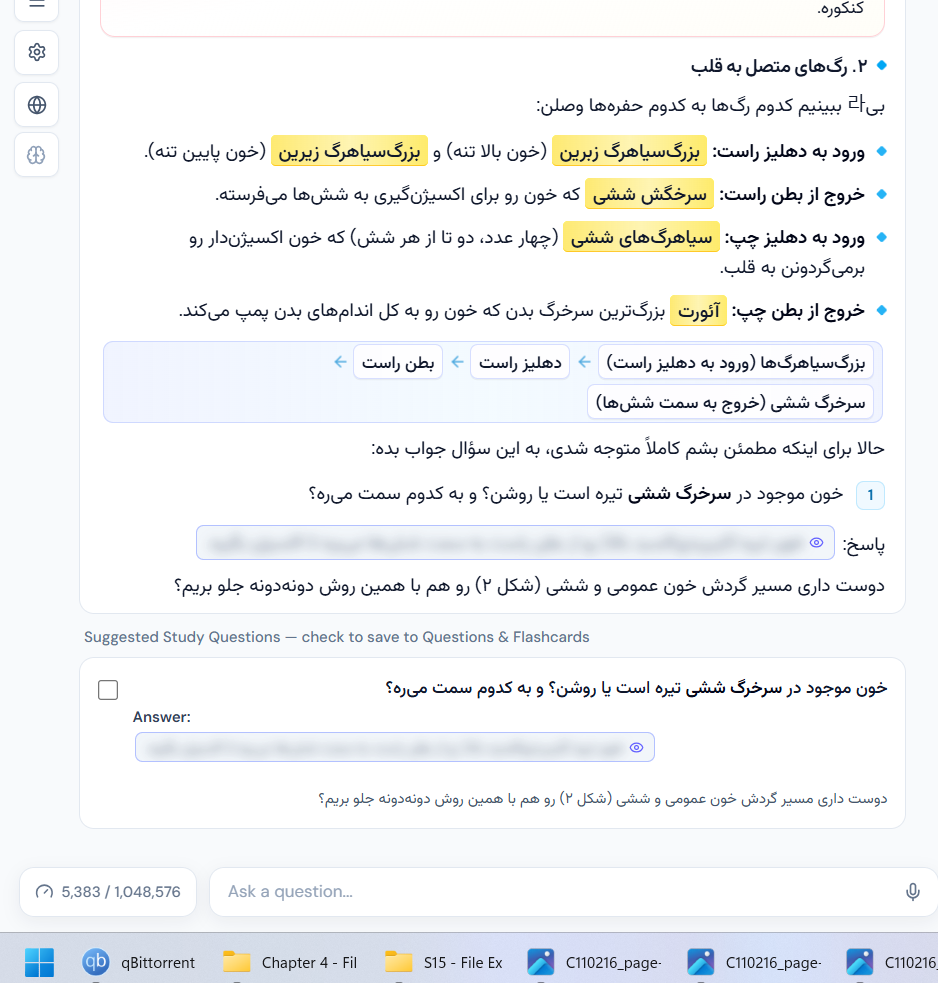 کنکوره.
۲. رگ‌های متصل به قلب
بی‌라 ببینیم کدوم رگ‌ها به کدوم حفره‌ها وصلن:
ورود به دهلیز راست: بزرگ‌سیاهرگ زبرین (خون بالا تنه) و بزرگ‌سیاهرگ زیرین (خون پایین تنه).
خروج از بطن راست: سرخگش ششی که خون رو برای اکسیژن‌گیری به شش‌ها می‌فرسته.
ورود به دهلیز چپ: سیاهرگ‌های ششی (چهار عدد، دو تا از هر شش) که خون اکسیژن‌دار رو
برمی‌گردونن به قلب.
خروج از بطن چپ: آئورت بزرگ‌ترین سرخرگ بدن که خون رو به کل اندام‌های بدن پمپ می‌کند.
بزرگ‌سیاهرگ‌ها (ورود به دهلیز راست) ← دهلیز راست ← بطن راست ←
سرخرگ ششی (خروج به سمت شش‌ها)
حالا برای اینکه مطمئن بشم کاملاً متوجه شدی، به این سؤال جواب بده:
1 خون موجود در سرخرگ ششی تیره است یا روشن؟ و به کدوم سمت می‌ره؟
پاسخ:
دوست داری مسیر گردش خون عمومی و ششی (شکل ۲) رو هم با همین روش دونه‌دونه جلو بریم؟
Suggested Study Questions — check to save to Questions & Flashcards
خون موجود در سرخرگ ششی تیره است یا روشن؟ و به کدوم سمت می‌ره؟
Answer:
دوست داری مسیر گردش خون عمومی و ششی (شکل ۲) رو هم با همین روش دونه‌دونه جلو بریم؟
5,383 / 1,048,576
Ask a question...
qb qBittorrent Chapter 4 - Fil S15 - File Ex C110216_page- C110216_page- C110216_